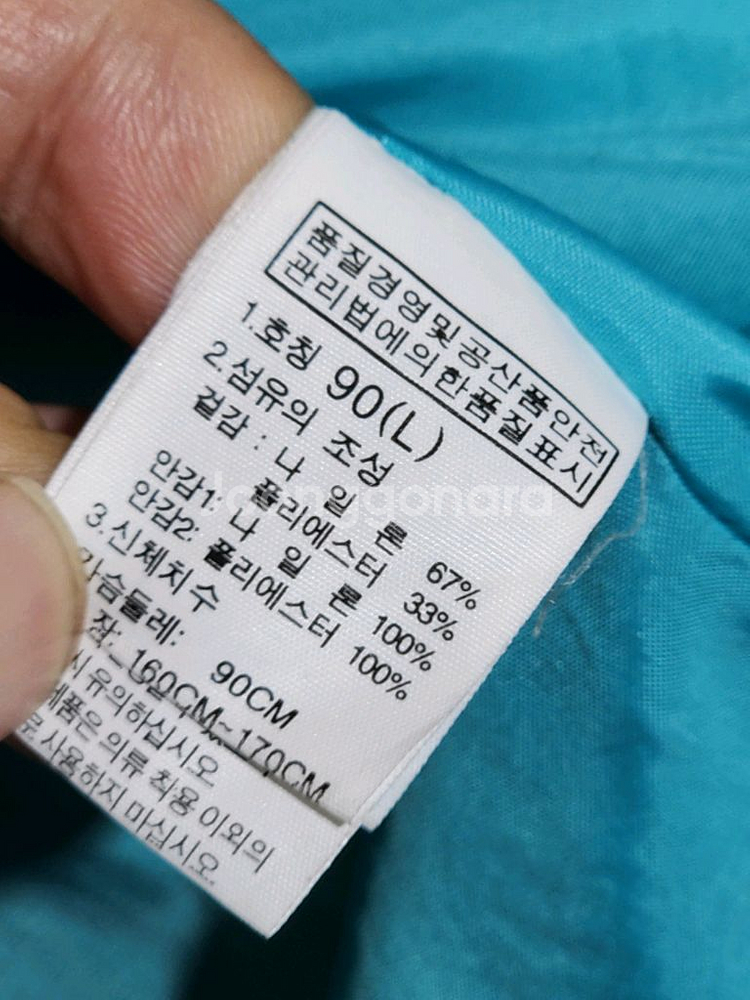 품질경영및공산품안전
관리법에의한품질표시
1.호칭 90(L)
2.섬유의 조성
겉감 : 나 일 론 67%
폴리에스터 33%
안감1: 나 일 론 100%
안감2: 폴리에스터 100%
3.신체치수
가슴둘레: 90CM
장: 160CM~170CM
시 유의하십시오
제품은 의류 착용 이외의
로 사용하지 마십시오
Joonggonara